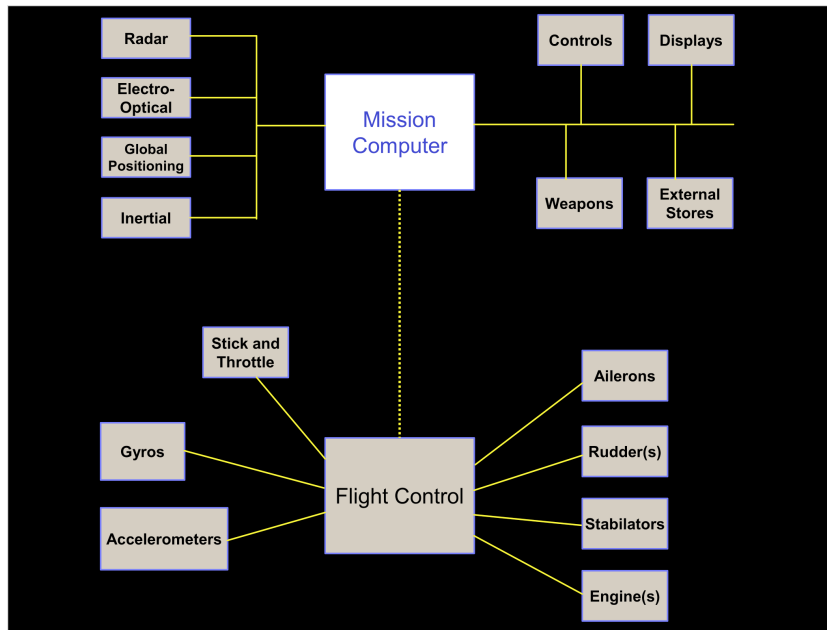 Radar
Electro-
Optical
Global
Positioning
Inertial
Mission
Computer
Controls
Displays
Weapons
External
Stores
Stick and
Throttle
Gyros
Accelerometers
Flight Control
Ailerons
Rudder(s)
Stabilators
Engine(s)